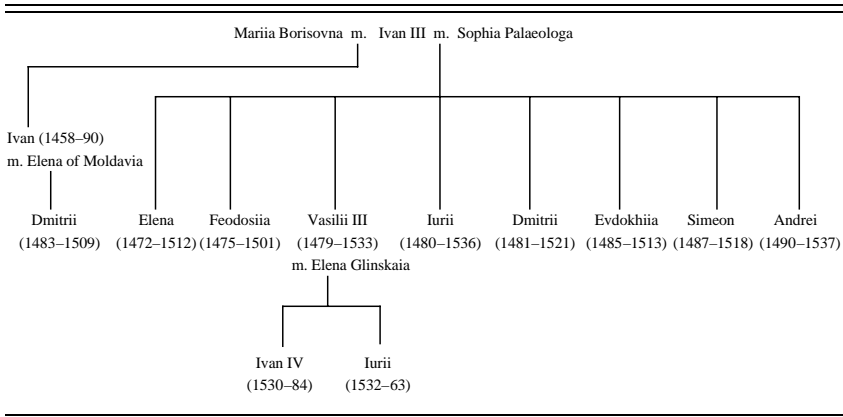 Mariia Borisovna m. Ivan III m. Sophia Palaeologa
Ivan (1458–90)
m. Elena of Moldavia
Dmitrii Elena Feodosiia Vasilii III Iurii Dmitrii Evdokhiia Simeon Andrei
(1483–1509) (1472–1512) (1475–1501) (1479–1533) (1480–1536) (1481–1521) (1485–1513) (1487–1518) (1490–1537)
m. Elena Glinskaia
Ivan IV Iurii
(1530–84) (1532–63)